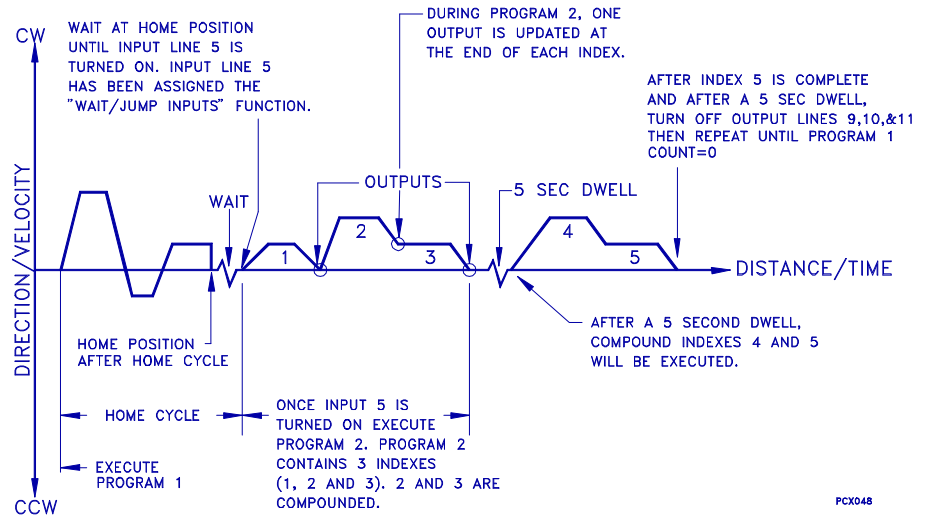 CW
WAIT AT HOME POSITION
UNTIL INPUT LINE 5 IS
TURNED ON. INPUT LINE 5
HAS BEEN ASSIGNED THE
"WAIT/JUMP INPUTS" FUNCTION.
DURING PROGRAM 2, ONE
OUTPUT IS UPDATED AT
THE END OF EACH INDEX.
AFTER INDEX 5 IS COMPLETE
AND AFTER A 5 SEC DWELL,
TURN OFF OUTPUT LINES 9,10,&11
THEN REPEAT UNTIL PROGRAM 1
COUNT=0
WAIT
OUTPUTS
5 SEC DWELL
1
2
3
4
5
DIRECTION/VELOCITY
DISTANCE/TIME
HOME POSITION
AFTER HOME CYCLE
AFTER A 5 SECOND DWELL,
COMPOUND INDEXES 4 AND 5
WILL BE EXECUTED.
HOME CYCLE
ONCE INPUT 5 IS
TURNED ON EXECUTE
PROGRAM 2. PROGRAM 2
CONTAINS 3 INDEXES
(1, 2 AND 3). 2 AND 3 ARE
COMPOUNDED.
EXECUTE
PROGRAM 1
CCW
PCX048